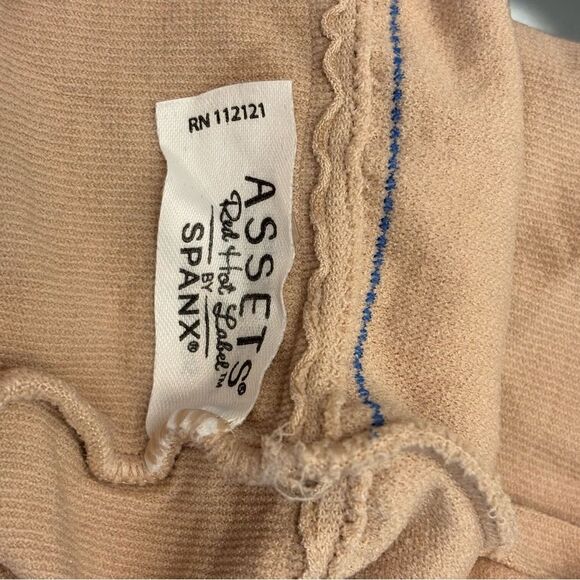 RN 112121
ASSETS®
Red Hot Label™
BY
SPANX®